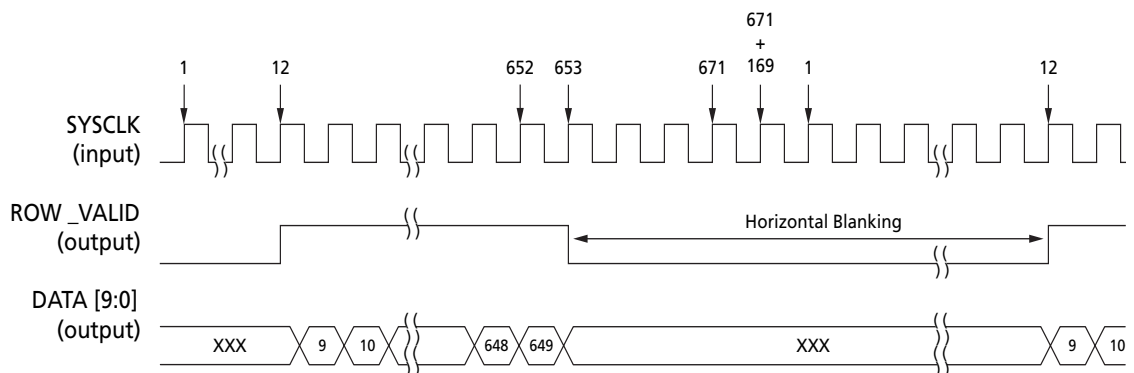 671
+
169
1 12 652 653 671 1 12
SYSCLK
(input)
ROW _VALID
(output)
Horizontal Blanking
DATA [9:0]
(output)
XXX 9 10 648 649 XXX 9 10